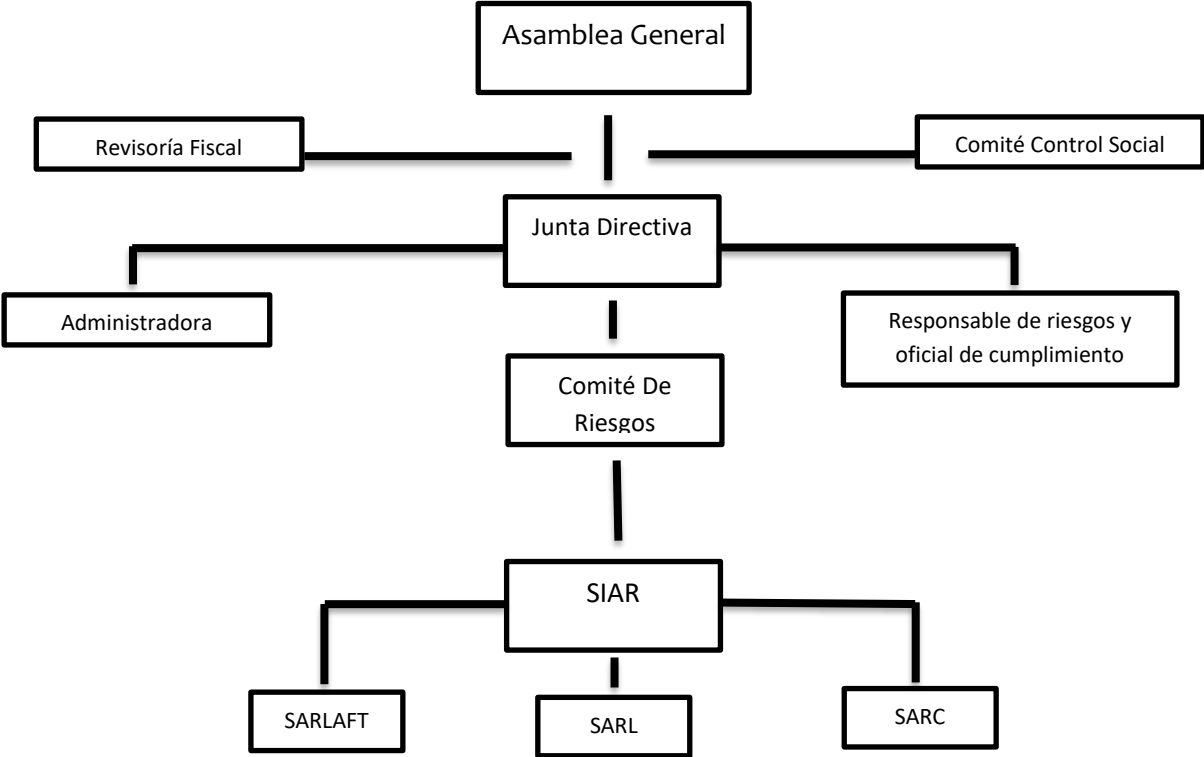 Asamblea General
Revisoría Fiscal
Comité Control Social
Junta Directiva
Administradora
Responsable de riesgos y
oficial de cumplimiento
Comité De
Riesgos
SIAR
SARLAFT
SARL
SARC